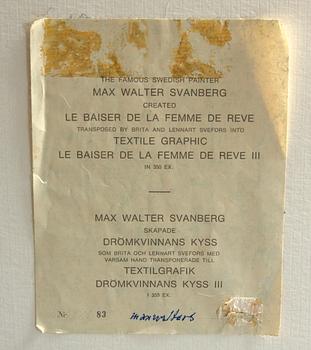 THE FAMOUS SWEDISH PAINTER
MAX WALTER SVANBERG
CREATED
LE BAISER DE LA FEMME DE REVE
TRANSPOSED BY BRITA AND LENNART SVEFORS INTO
TEXTILE GRAPHIC
LE BAISER DE LA FEMME DE REVE III
IN 350 EX.
MAX WALTER SVANBERG
SKAPADE
DRÖMKVINNANS KYSS
SOM BRITA OCH LENNART SVEFORS MED
VARSAM HAND TRANSPONERADE TILL
TEXTILGRAFIK
DRÖMKVINNANS KYSS III
I 350 EX.
Nr. 83